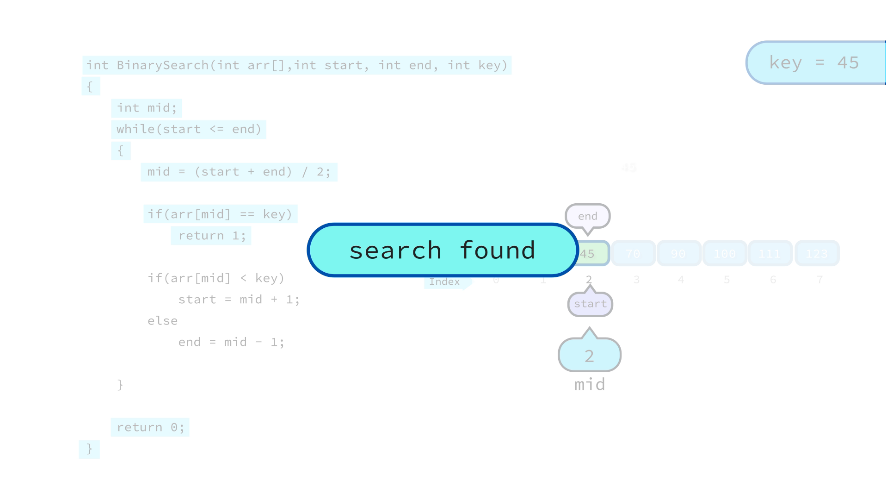 key = 45
int BinarySearch(int arr[],int start, int end, int key)
{
int mid;
while(start <= end)
{
mid = (start + end) / 2;
if(arr[mid] == key)
return 1;
if(arr[mid] < key)
start = mid + 1;
else
end = mid - 1;
}
return 0;
}
search found
end
45 70 90 100 111 123
Index 0 1 2 3 4 5 6 7
start
2
mid